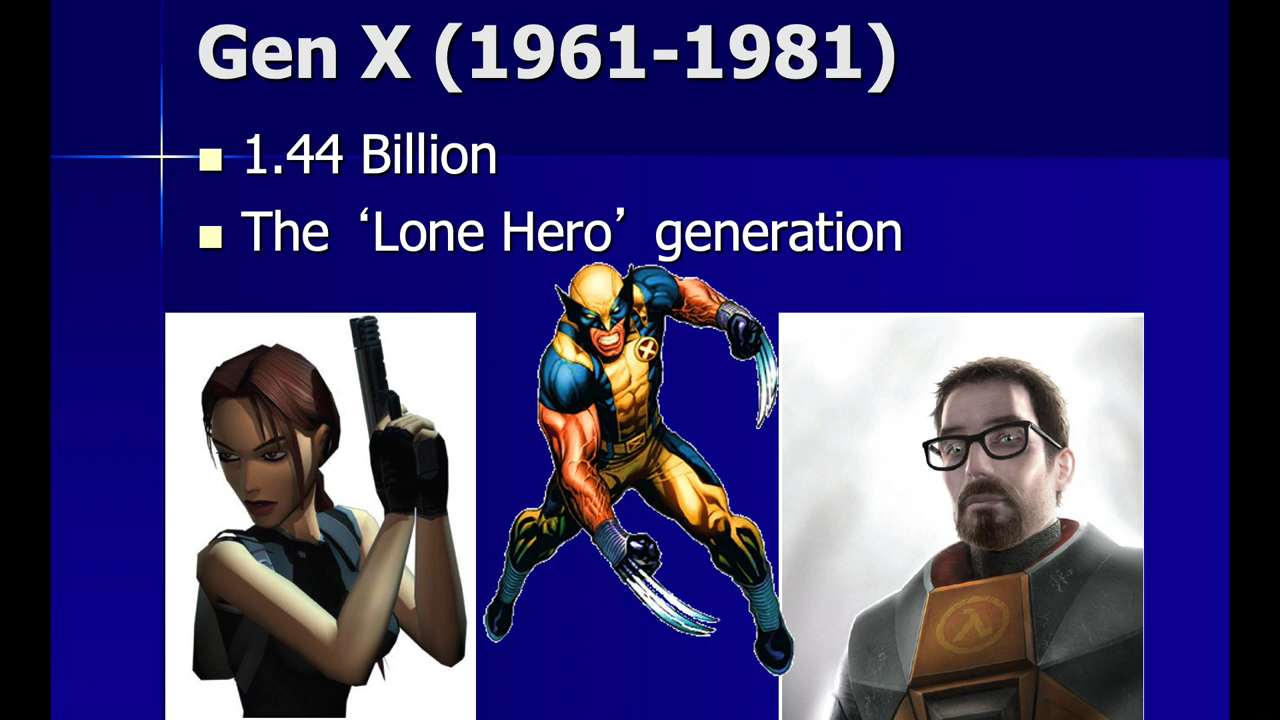 Gen X (1961-1981)
1.44 Billion
The ‘Lone Hero’ generation